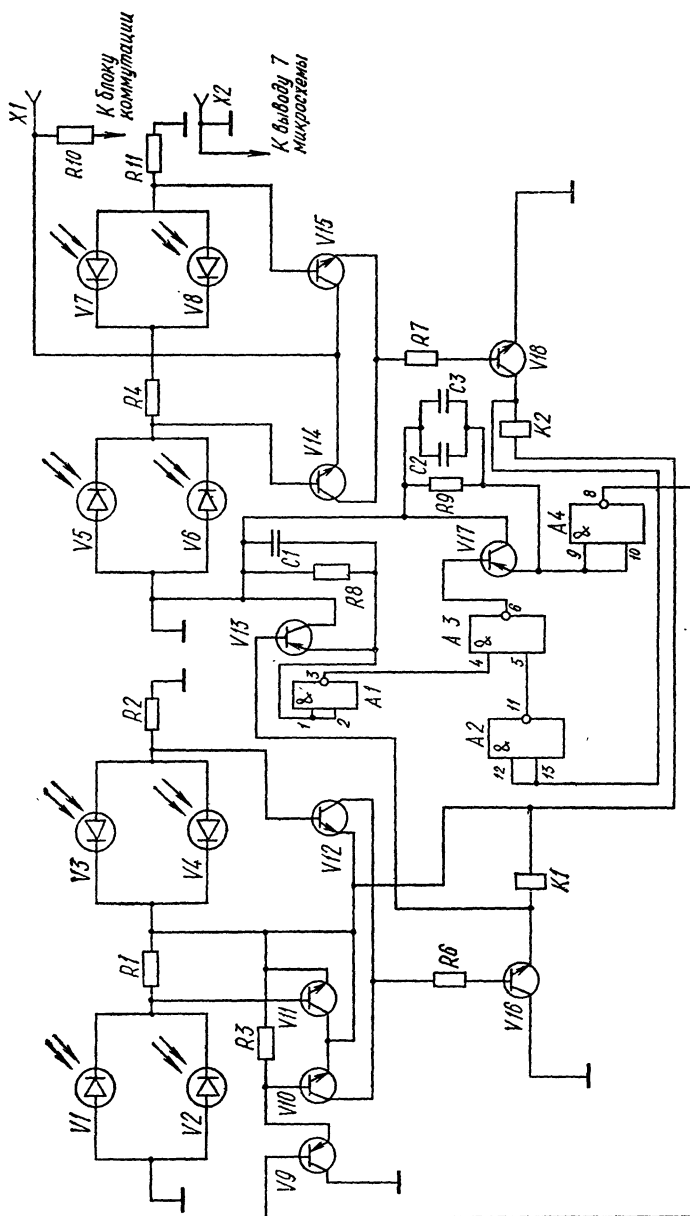 X1
V1
V3
V5
V7
R10
К блоку
коммутации
R1
R2
R4
R11
V2
V4
V6
V8
X2
К выводу 7
микросхемы
R3
V13
C1
V9
V10
V11
V12
V14
V15
R8
1
2
&
3
A1
R6
C2
C3
R7
R9
V17
4
5
&
6
A3
V16
12
13
&
11
A2
K1
V18
K2
9
10
&
8
A4